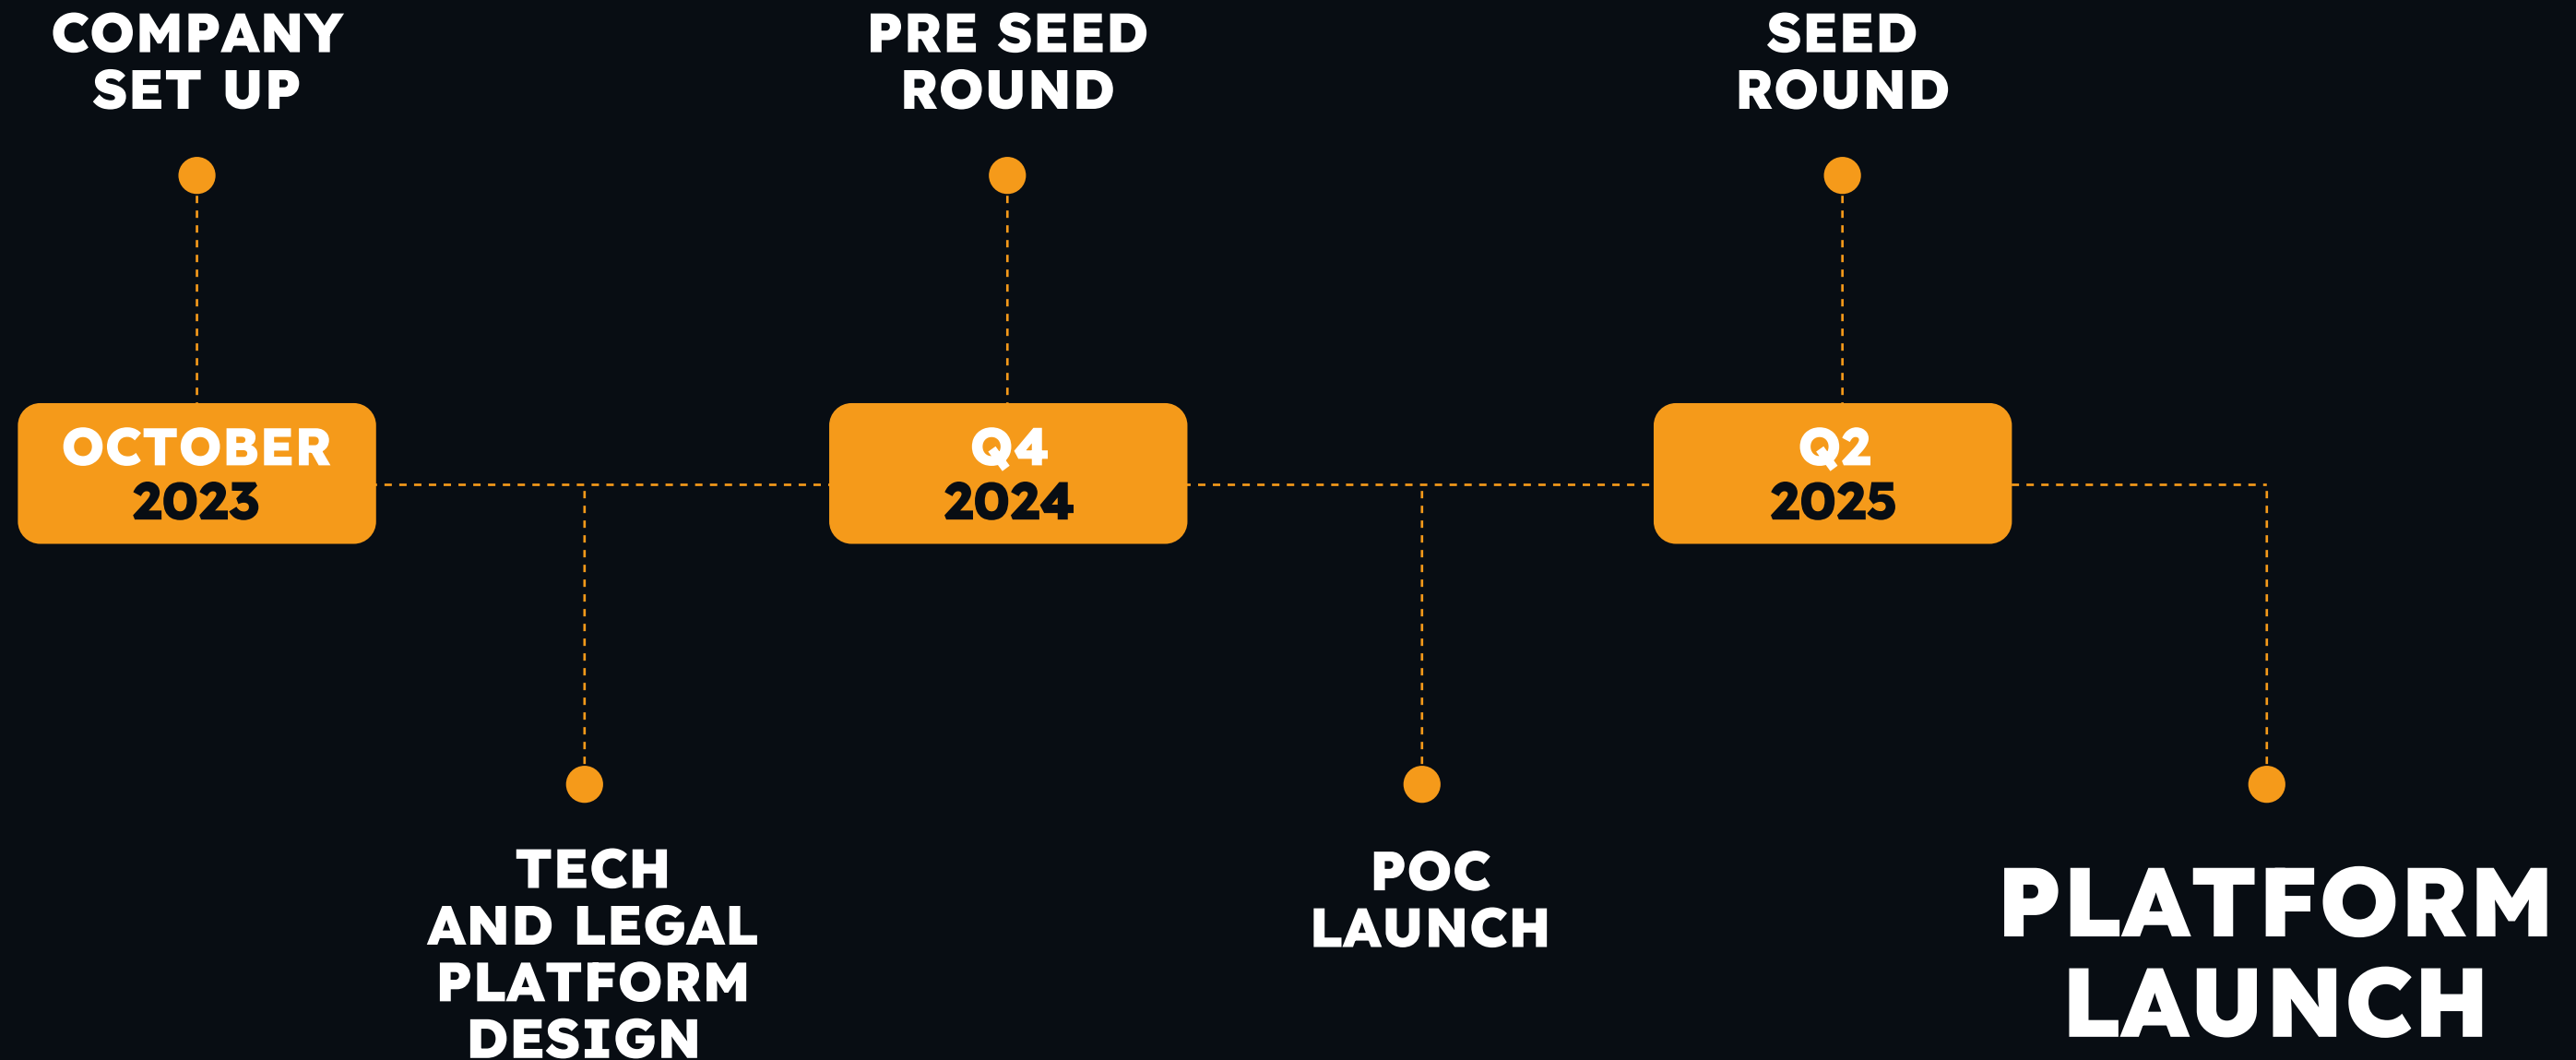 COMPANY
SET UP
PRE SEED
ROUND
SEED
ROUND
OCTOBER
2023
Q4
2024
Q2
2025
TECH
AND LEGAL
PLATFORM
DESIGN
POC
LAUNCH
PLATFORM
LAUNCH